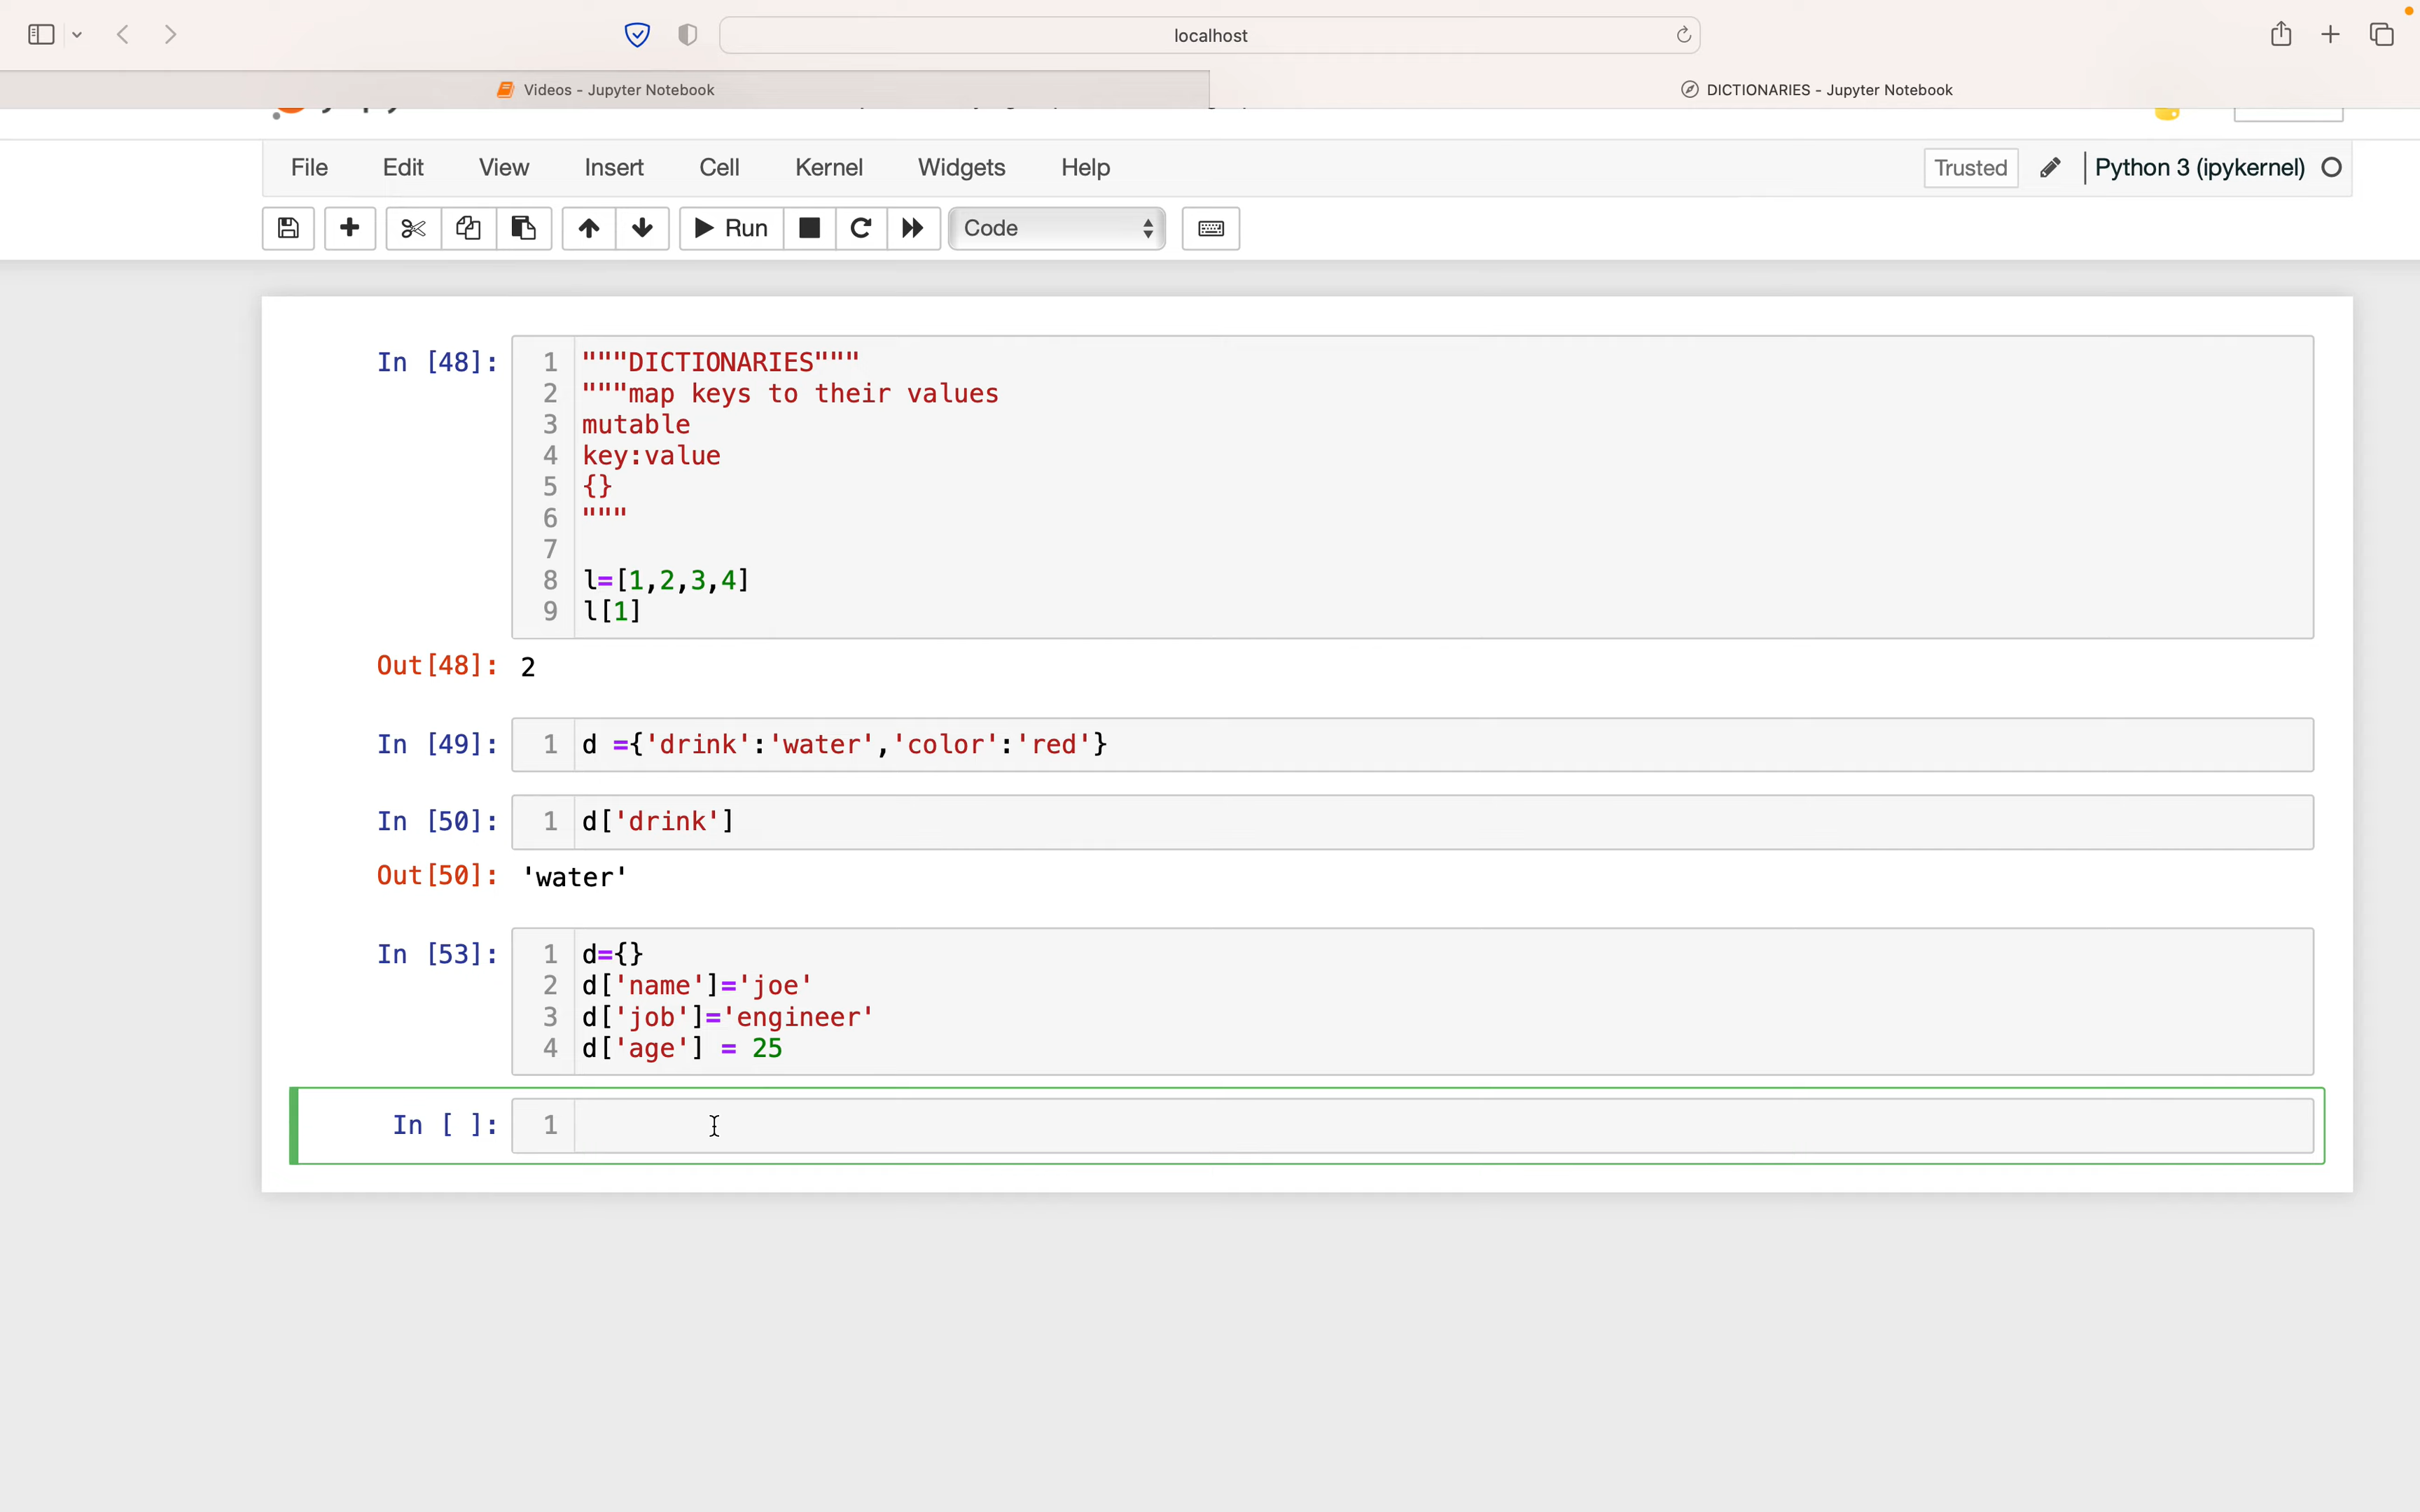 localhost
Videos - Jupyter Notebook
DICTIONARIES - Jupyter Notebook
File Edit View Insert Cell Kernel Widgets Help Trusted Python 3 (ipykernel)
Run Code
In [48]:
1 """DICTIONARIES"""
2 """map keys to their values
3 mutable
4 key:value
5 {}
6 """
7
8 l=[1,2,3,4]
9 l[1]
Out[48]: 2
In [49]: 1 d ={'drink':'water','color':'red'}
In [50]: 1 d['drink']
Out[50]: 'water'
In [53]: 1 d={}
2 d['name']='joe'
3 d['job']='engineer'
4 d['age'] = 25
In [ ]: 1